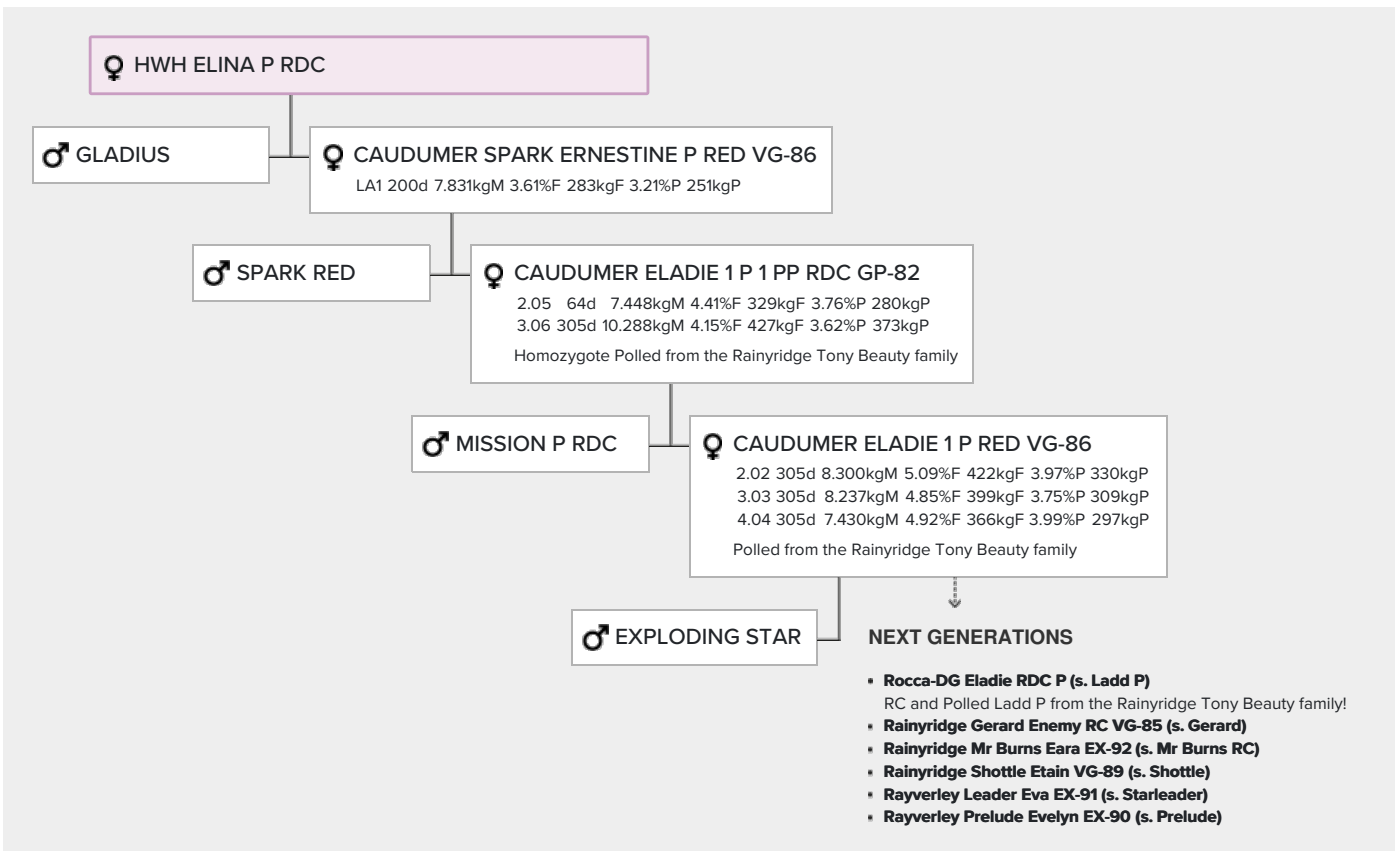 HWH ELINA P RDC
GLADIUS
CAUDUMER SPARK ERNESTINE P RED VG-86
LA1 200d 7.831kgM 3.61%F 283kgF 3.21%P 251kgP
SPARK RED
CAUDUMER ELADIE 1 P 1 PP RDC GP-82
2.05 64d 7.448kgM 4.41%F 329kgF 3.76%P 280kgP
3.06 305d 10.288kgM 4.15%F 427kgF 3.62%P 373kgP
Homozygote Polled from the Rainyridge Tony Beauty family
MISSION P RDC
CAUDUMER ELADIE 1 P RED VG-86
2.02 305d 8.300kgM 5.09%F 422kgF 3.97%P 330kgP
3.03 305d 8.237kgM 4.85%F 399kgF 3.75%P 309kgP
4.04 305d 7.430kgM 4.92%F 366kgF 3.99%P 297kgP
Polled from the Rainyridge Tony Beauty family
EXPLODING STAR
NEXT GENERATIONS
Rocca-DG Eladie RDC P (s. Ladd P)
RC and Polled Ladd P from the Rainyridge Tony Beauty family!
Rainyridge Gerard Enemy RC VG-85 (s. Gerard)
Rainyridge Mr Burns Eara EX-92 (s. Mr Burns RC)
Rainyridge Shottle Etain VG-89 (s. Shottle)
Rayverley Leader Eva EX-91 (s. Starleader)
Rayverley Prelude Evelyn EX-90 (s. Prelude)